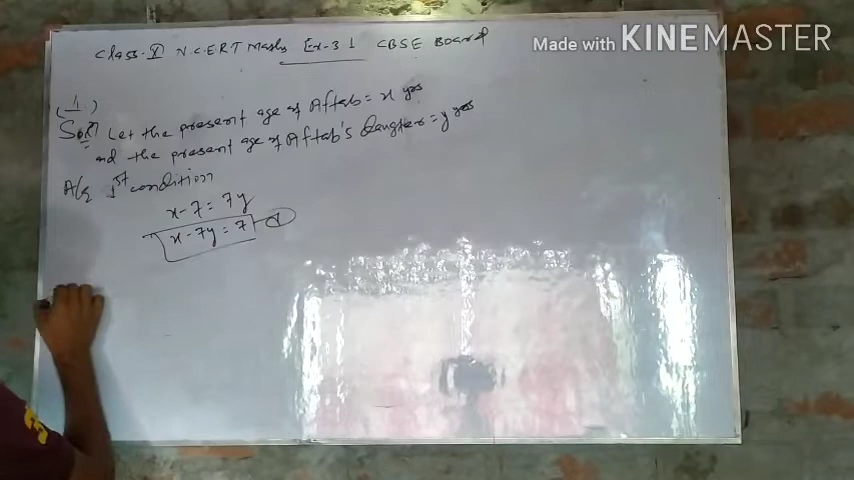 Made with KINEMASTER
Class-X N.C.E.R.T Maths Ex-3.1 CBSE Board
(1)
Sol^n Let the present age of Aftab = x yrs
and the present age of Aftab's daughter = y yrs
A/q 1st condition
x - 7 = 7y
x - 7y = 7